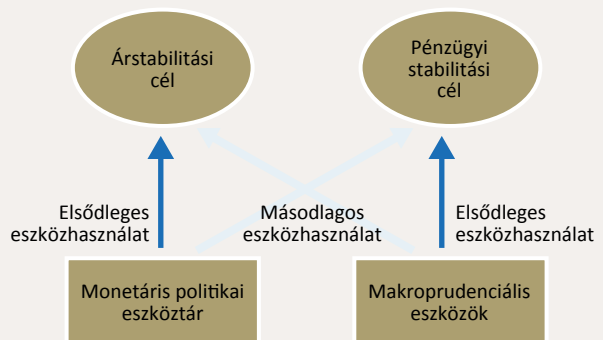 Árstabilitási
cél
Pénzügyi
stabilitási
cél
Elsődleges
eszközhasználat
Másodlagos
eszközhasználat
Elsődleges
eszközhasználat
Monetáris politikai
eszköztár
Makroprudenciális
eszközök